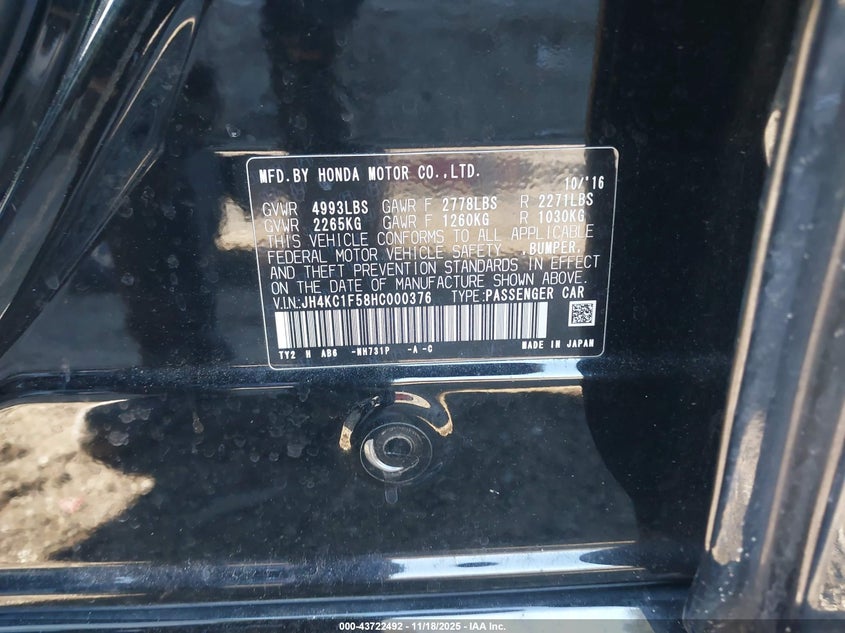 MFD.BY HONDA MOTOR CO.,LTD.
10/'16
GVWR 4993LBS GAWR F 2778LBS R 2271LBS
GVWR 2265KG GAWR F 1260KG R 1030KG
THIS VEHICLE CONFORMS TO ALL APPLICABLE
FEDERAL MOTOR VEHICLE SAFETY ,BUMPER,
AND THEFT PREVENTION STANDARDS IN EFFECT
ON THE DATE OF MANUFACTURE SHOWN ABOVE.
V.IN:JH4KC1F58HC000376 TYPE:PASSENGER CAR
TY2 H AB6 -NH731P -A -C MADE IN JAPAN
000-43722492 | 11/18/2025 - IAA Inc.